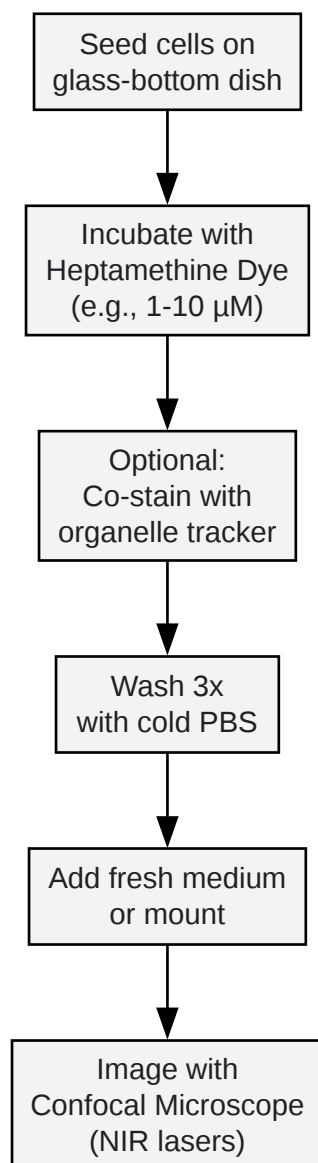 Seed cells on
glass-bottom dish
Incubate with
Heptamethine Dye
(e.g., 1-10 µM)
Optional:
Co-stain with
organelle tracker
Wash 3x
with cold PBS
Add fresh medium
or mount
Image with
Confocal Microscope
(NIR lasers)